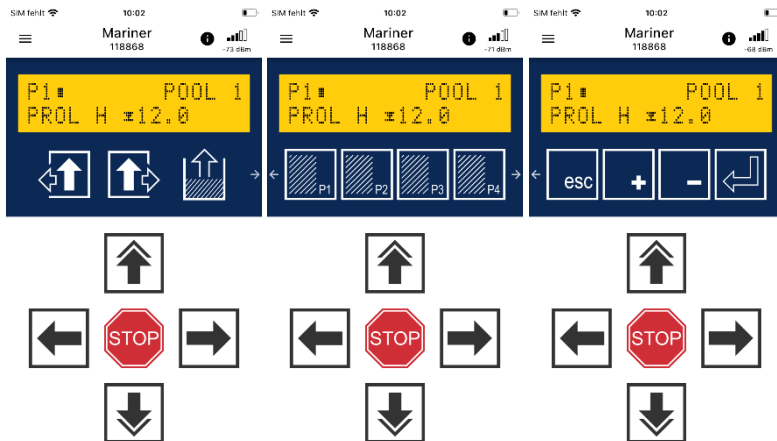 SIM fehlt 10:02
Mariner
118868
-73 dBm
P1 POOL 1
PROL H 12.0
STOP
SIM fehlt 10:02
Mariner
118868
-71 dBm
P1 POOL 1
PROL H 12.0
P1 P2 P3 P4
STOP
SIM fehlt 10:02
Mariner
118868
-68 dBm
P1 POOL 1
PROL H 12.0
esc + -
STOP